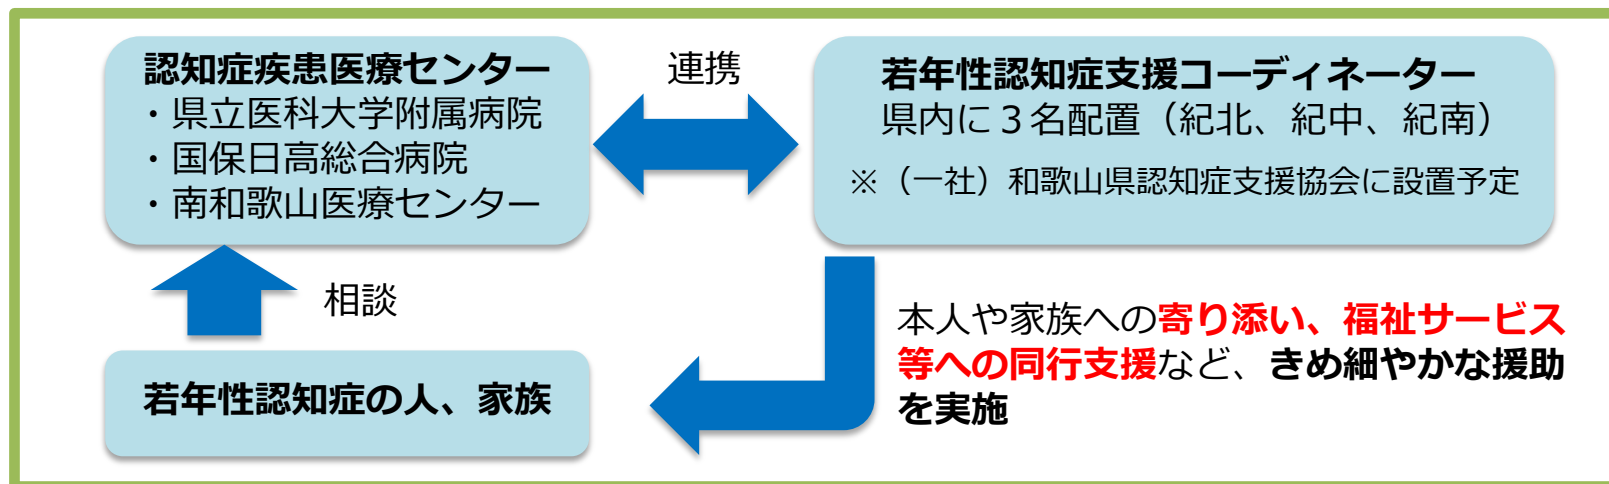 認知症疾患医療センター
・県立医科大学附属病院
・国保日高総合病院
・南和歌山医療センター
連携
若年性認知症支援コーディネーター
県内に３名配置（紀北、紀中、紀南）
※（一社）和歌山県認知症支援協会に設置予定
相談
本人や家族への寄り添い、福祉サービス
等への同行支援など、きめ細やかな援助
を実施
若年性認知症の人、家族